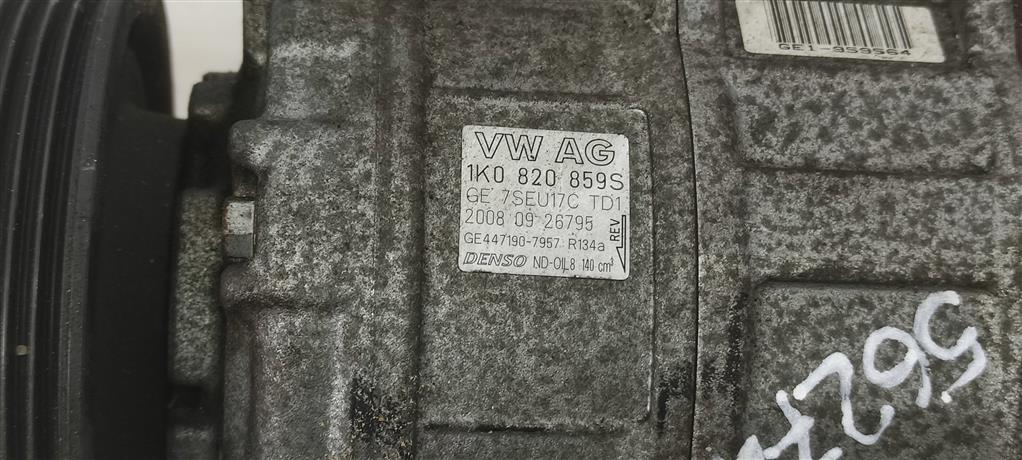 GE1-959564
VW AG
1K0 820 859S
GE 7SEU17C TD1
2008 09 26795
REV
GE447190-7957 R134a
DENSO ND-OIL8 140 cm³